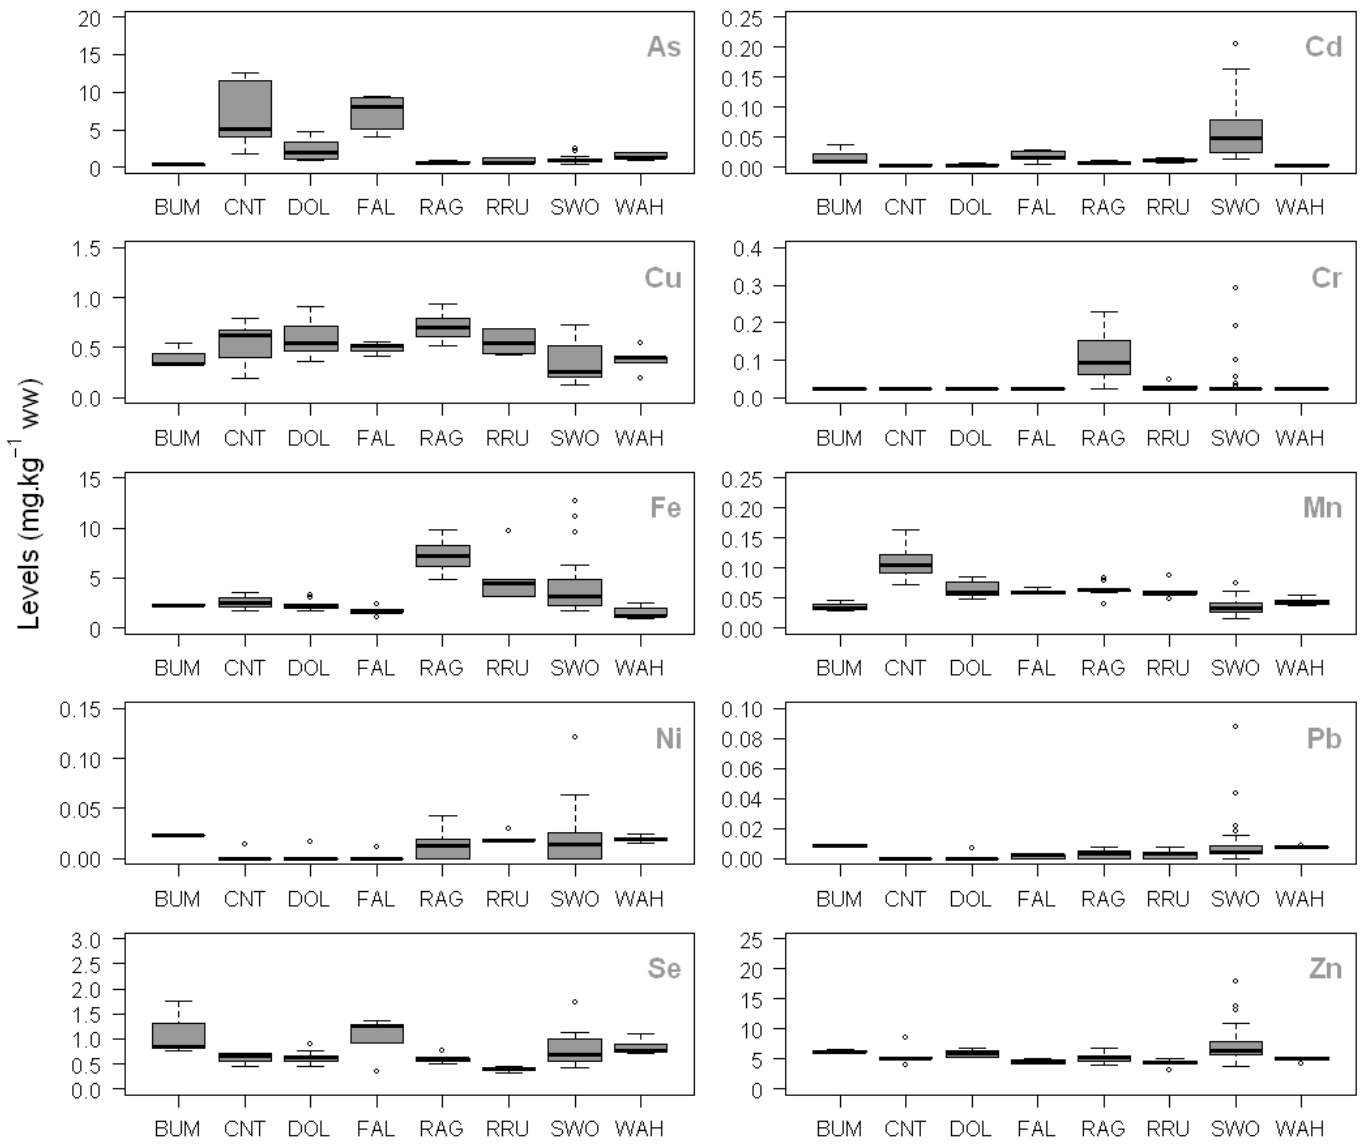 Levels (mg.kg⁻¹ ww)
20
15
10
5
0
As
BUM CNT DOL FAL RAG RRU SWO WAH
0.25
0.20
0.15
0.10
0.05
0.00
Cd
BUM CNT DOL FAL RAG RRU SWO WAH
1.5
1.0
0.5
0.0
Cu
BUM CNT DOL FAL RAG RRU SWO WAH
0.4
0.3
0.2
0.1
0.0
Cr
BUM CNT DOL FAL RAG RRU SWO WAH
15
10
5
0
Fe
BUM CNT DOL FAL RAG RRU SWO WAH
0.25
0.20
0.15
0.10
0.05
0.00
Mn
BUM CNT DOL FAL RAG RRU SWO WAH
0.15
0.10
0.05
0.00
Ni
BUM CNT DOL FAL RAG RRU SWO WAH
0.10
0.08
0.06
0.04
0.02
0.00
Pb
BUM CNT DOL FAL RAG RRU SWO WAH
3.0
2.5
2.0
1.5
1.0
0.5
0.0
Se
BUM CNT DOL FAL RAG RRU SWO WAH
25
20
15
10
5
0
Zn
BUM CNT DOL FAL RAG RRU SWO WAH